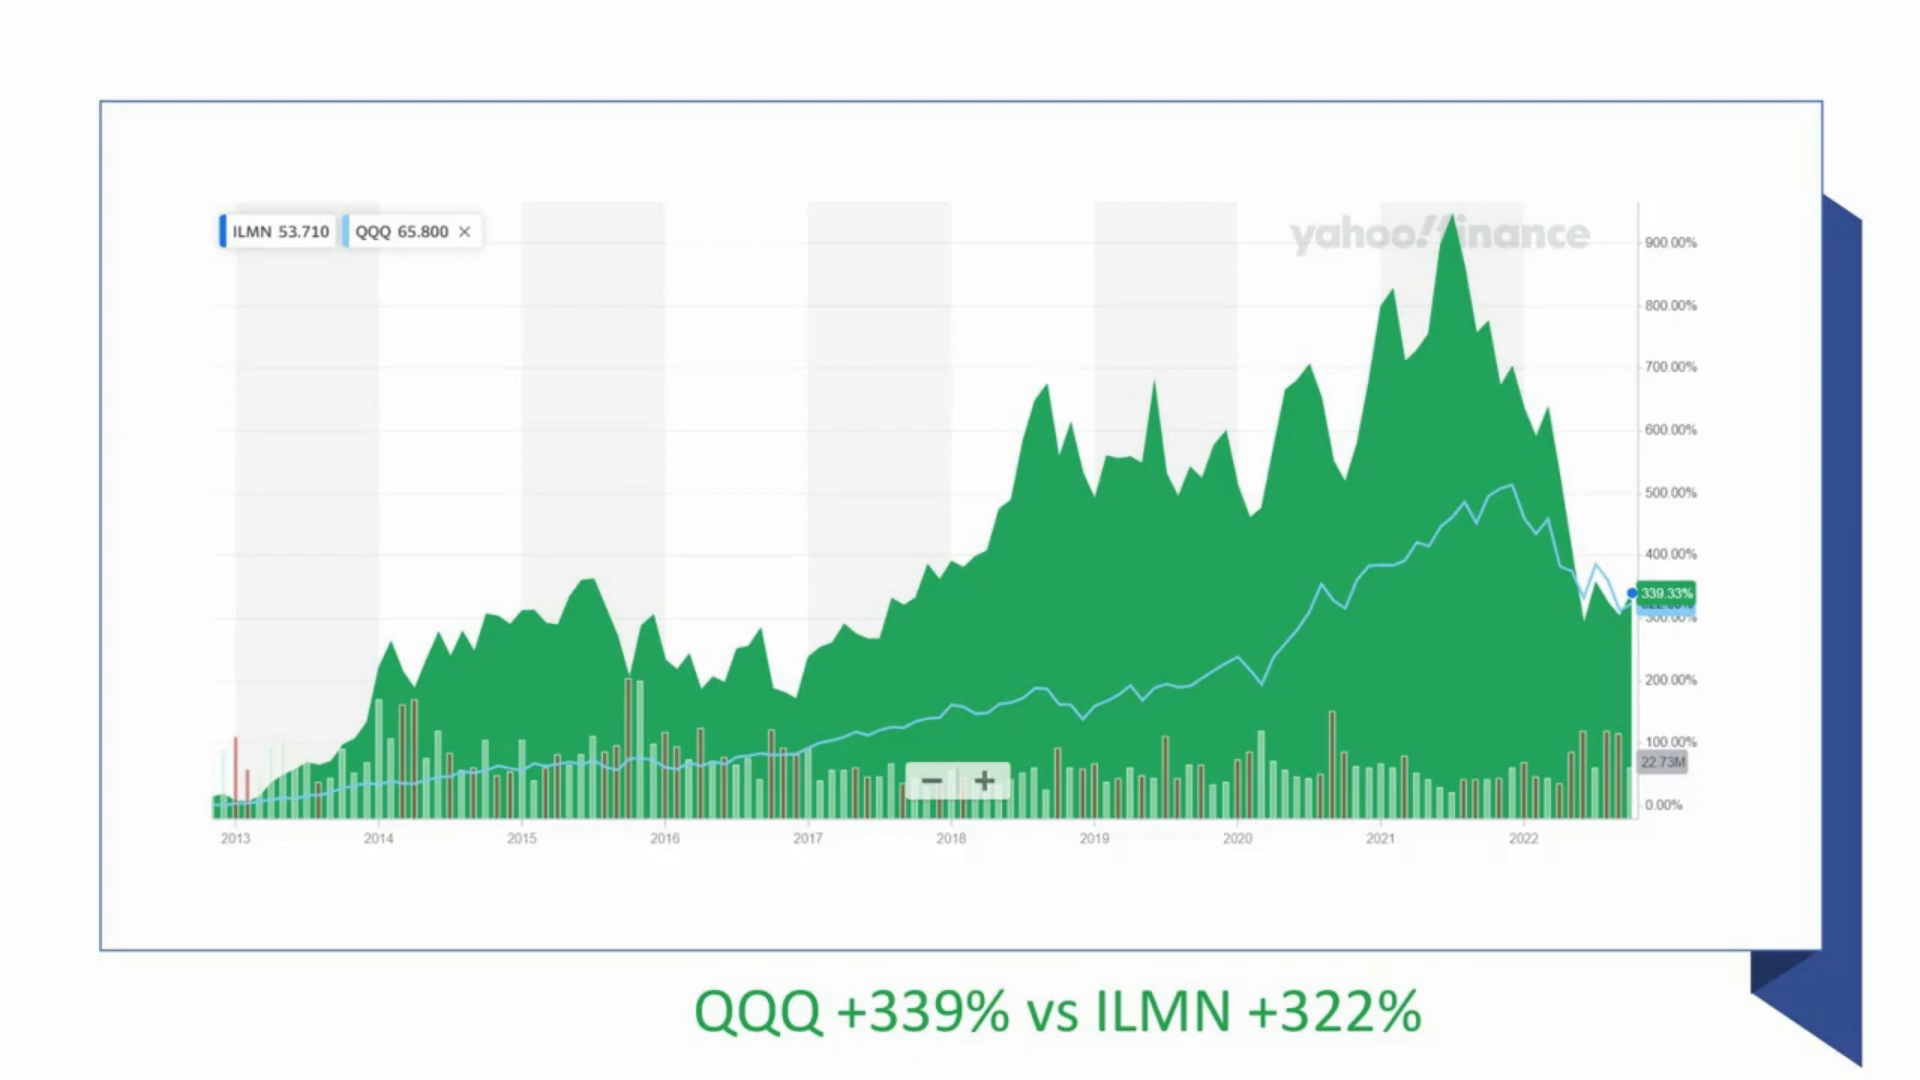 ILMN 53.710 QQQ 65.800 ×
yahoo!finance
900.00%
800.00%
700.00%
600.00%
500.00%
400.00%
339.33%
300.00%
200.00%
100.00%
22.73M
0.00%
2013 2014 2015 2016 2017 2018 2019 2020 2021 2022
QQQ +339% vs ILMN +322%